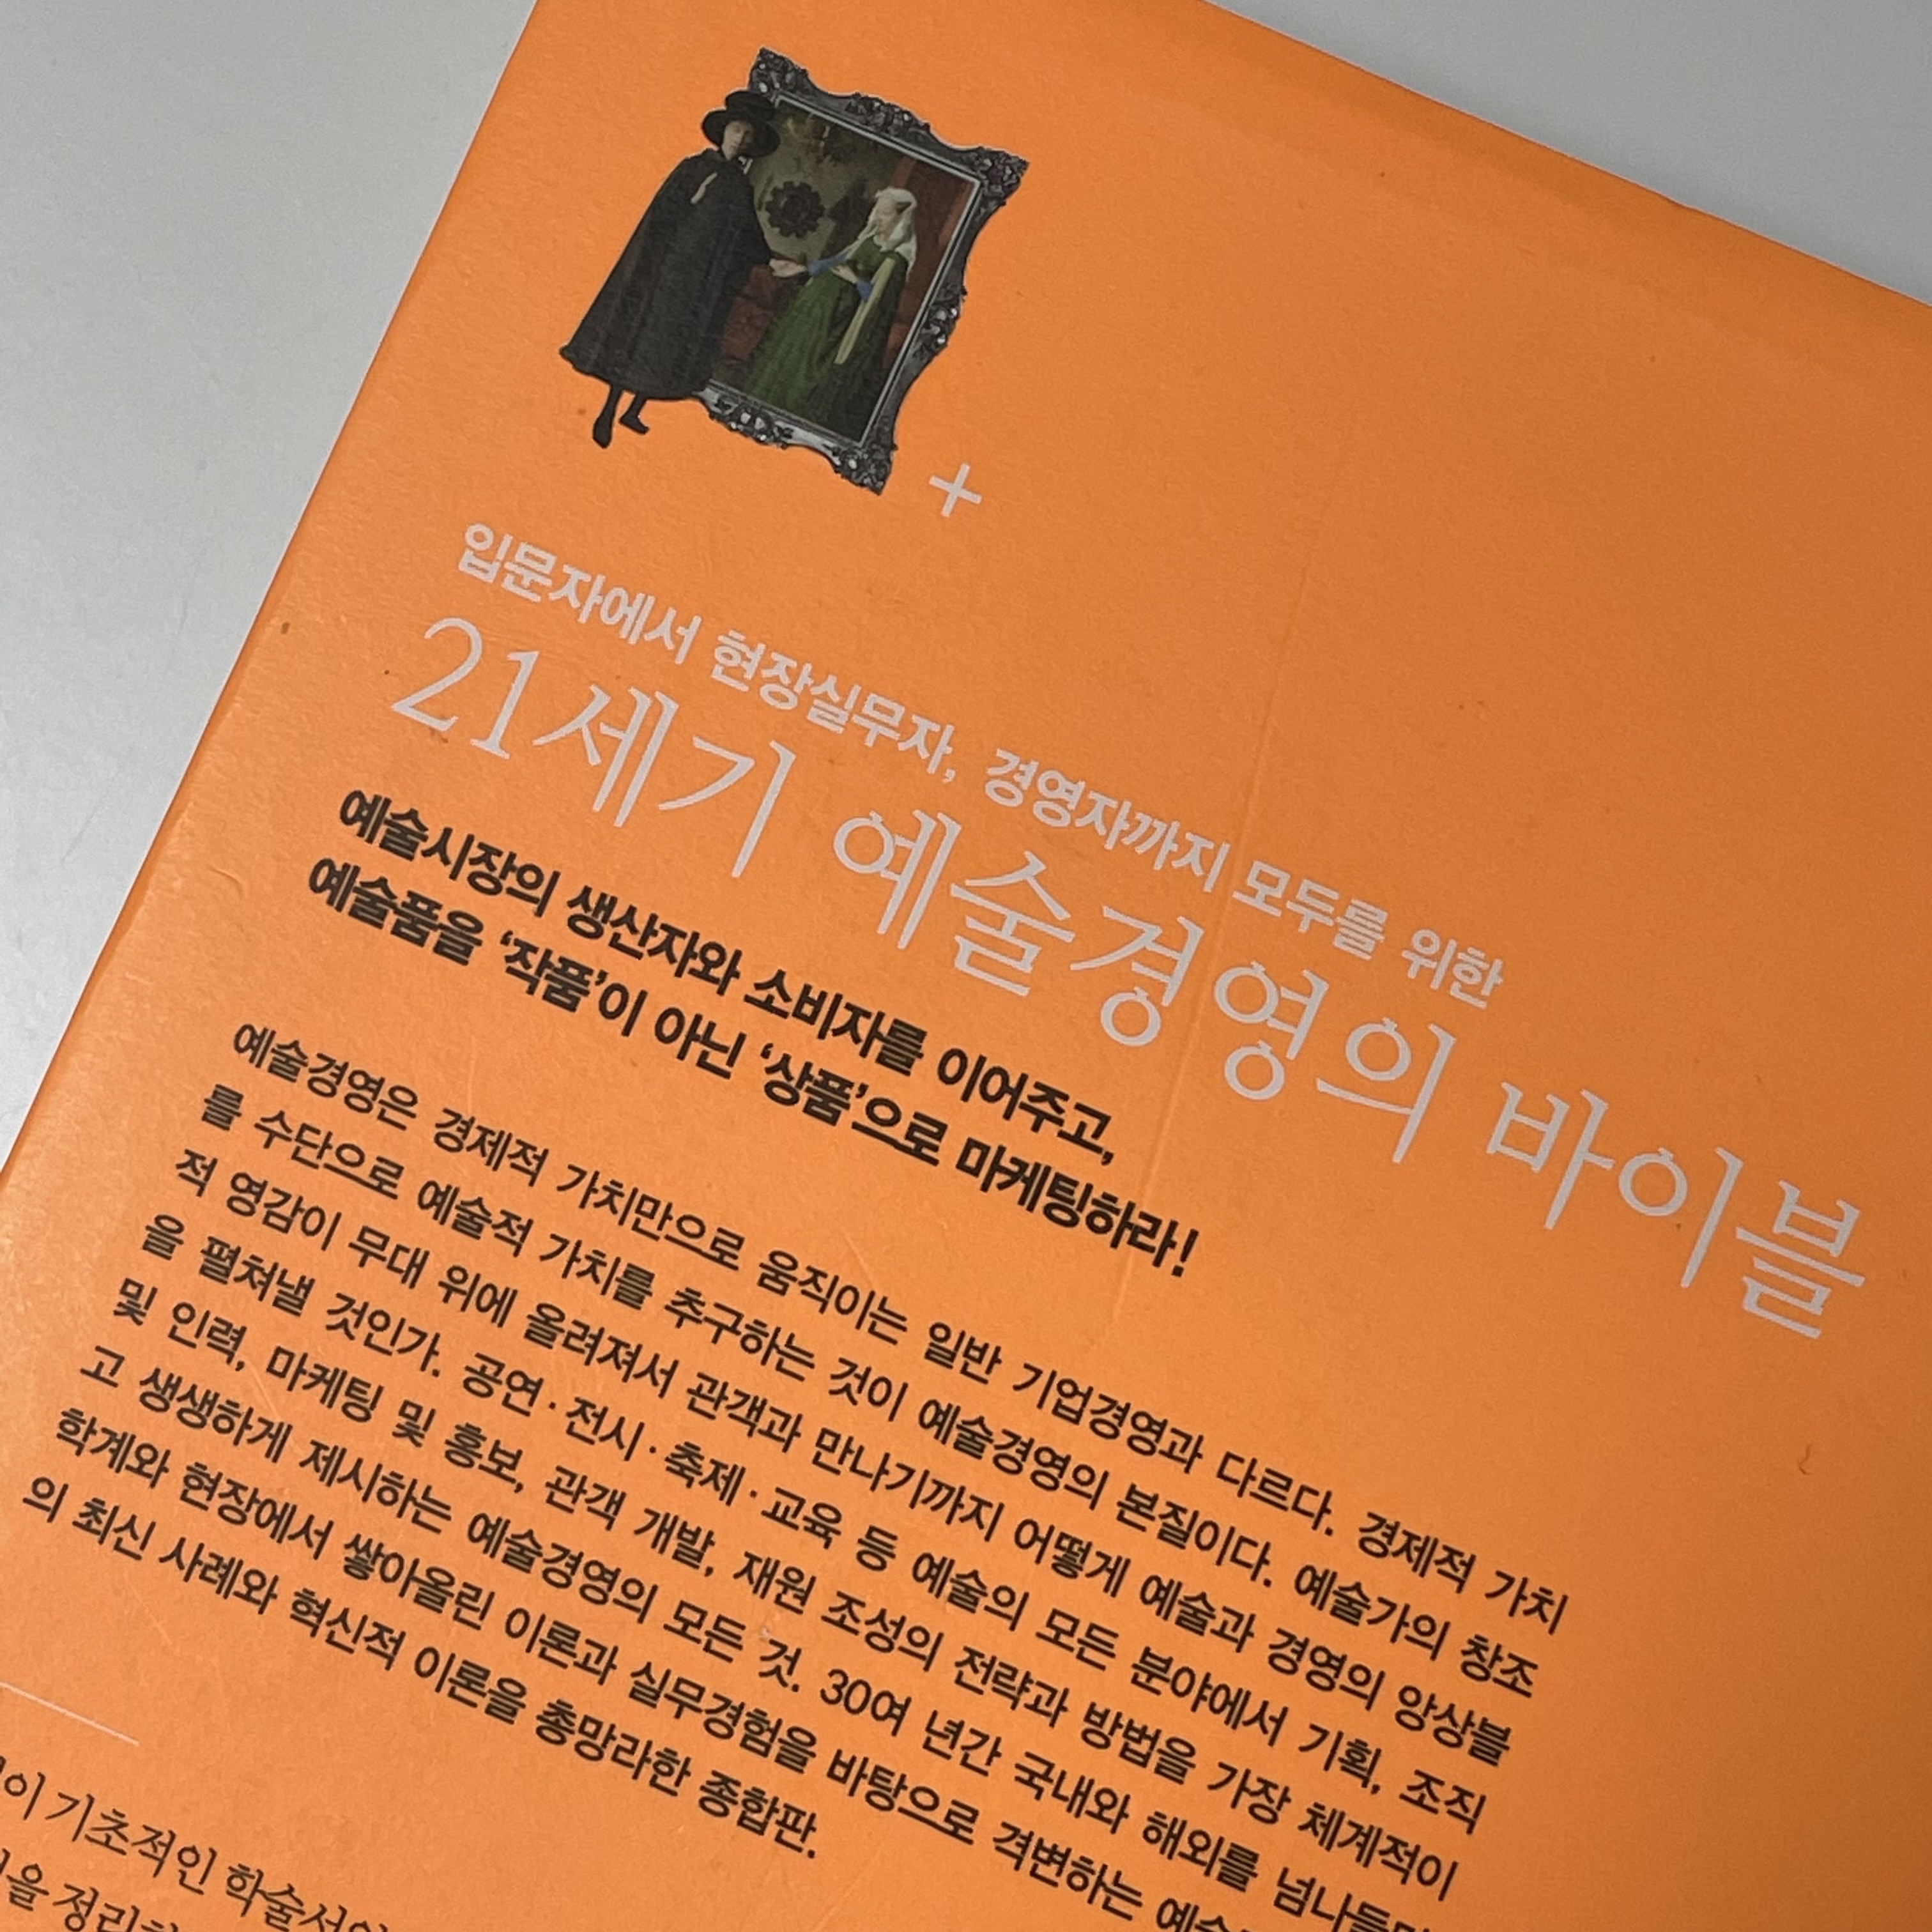 +
입문자에서 현장실무자, 경영자까지 모두를 위한
21세기 예술경영의 바이블
예술시장의 생산자와 소비자를 이어주고,
예술품을 ‘작품’이 아닌 ‘상품’으로 마케팅하라!
예술경영은 경제적 가치만으로 움직이는 일반 기업경영과 다르다. 경제적 가치
를 수단으로 예술적 가치를 추구하는 것이 예술경영의 본질이다. 예술가의 창조
적 영감이 무대 위에 올려져서 관객과 만나기까지 어떻게 예술과 경영의 앙상블
을 펼쳐낼 것인가. 공연·전시·축제·교육 등 예술의 모든 분야에서 기획, 조직
및 인력, 마케팅 및 홍보, 관객 개발, 재원 조성의 전략과 방법을 가장 체계적이
고 생생하게 제시하는 예술경영의 모든 것. 30여 년간 국내와 해외를
학계와 현장에서 쌓아올린 이론과 실무경험을 바탕으로 격변하는
의 최신 사례와 혁신적 이론을 총망라한 종합판.
기초적인